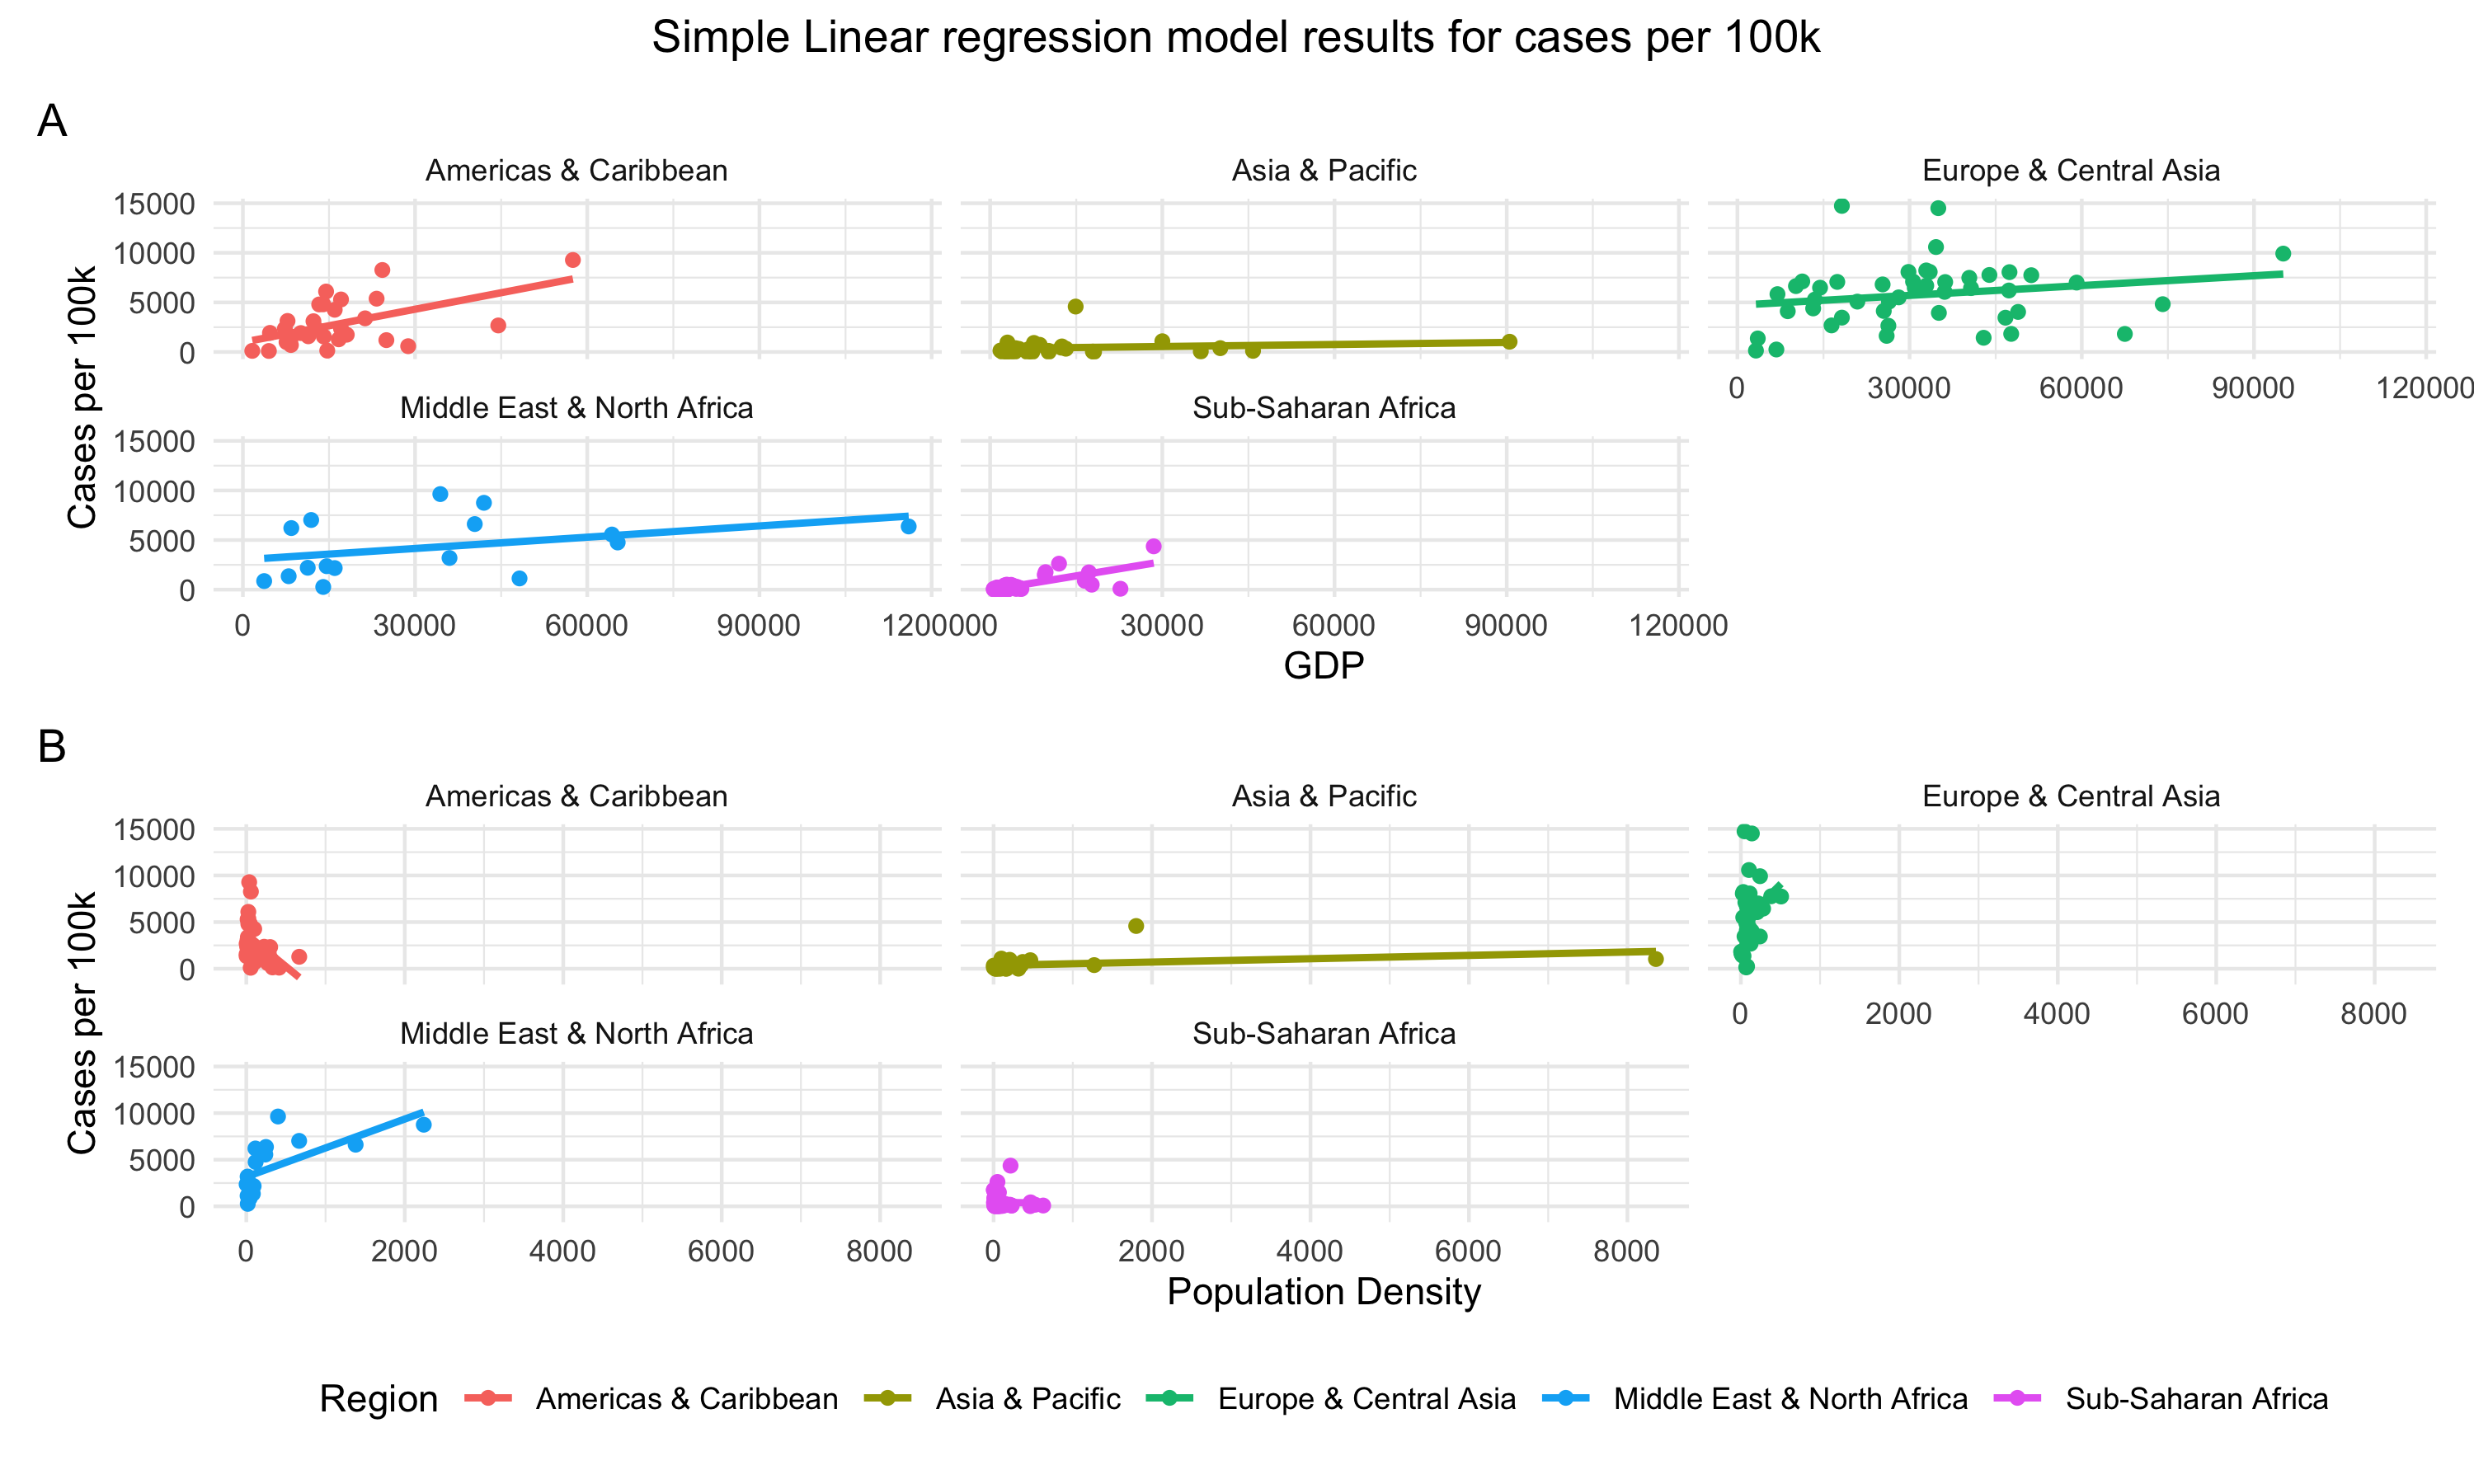 Simple Linear regression model results for cases per 100k
A
Americas & Caribbean
Asia & Pacific
Europe & Central Asia
15000
10000
5000
0
0 30000 60000 90000 120000
Middle East & North Africa
Sub-Saharan Africa
15000
10000
5000
0
0 30000 60000 90000 1200000 30000 60000 90000 120000
Cases per 100k
GDP
B
Americas & Caribbean
Asia & Pacific
Europe & Central Asia
15000
10000
5000
0
0 2000 4000 6000 8000
Middle East & North Africa
Sub-Saharan Africa
15000
10000
5000
0
0 2000 4000 6000 8000
0 2000 4000 6000 8000
Cases per 100k
Population Density
Region Americas & Caribbean Asia & Pacific Europe & Central Asia Middle East & North Africa Sub-Saharan Africa